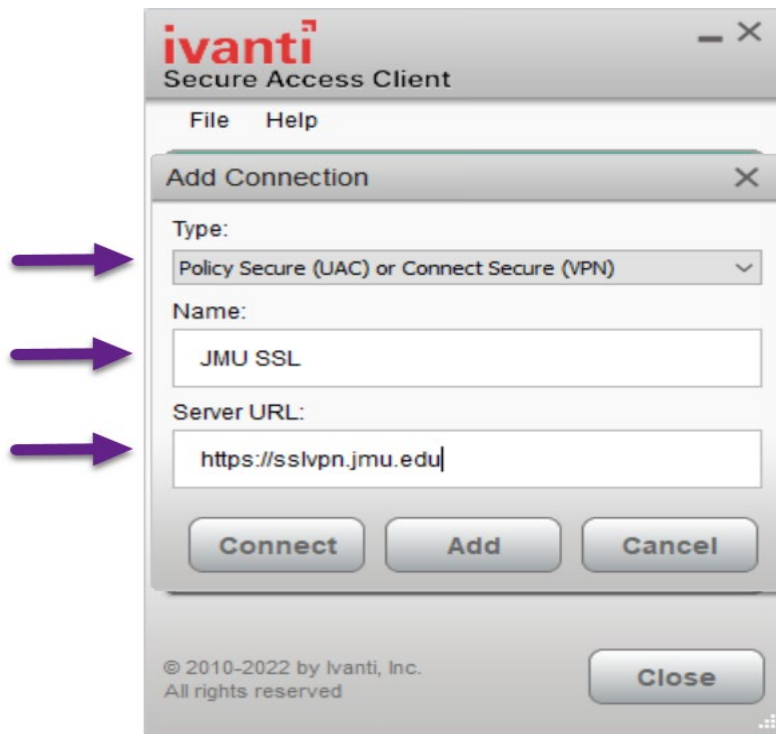 ivanti
Secure Access Client
File Help
Add Connection
Type:
Policy Secure (UAC) or Connect Secure (VPN)
Name:
JMU SSL
Server URL:
https://sslvpn.jmu.edu
Connect Add Cancel
© 2010-2022 by Ivanti, Inc.
All rights reserved
Close